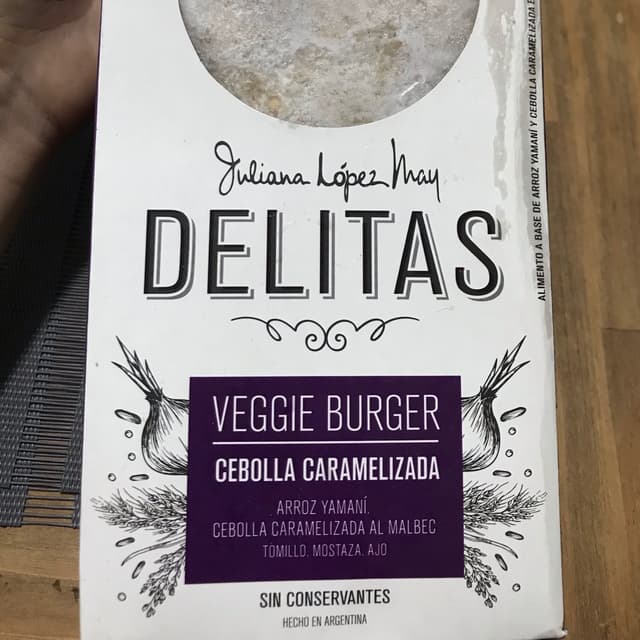 Juliana López May
DELITAS
VEGGIE BURGER
CEBOLLA CARAMELIZADA
ARROZ YAMANÍ.
CEBOLLA CARAMELIZADA AL MALBEC
TOMILLO. MOSTAZA. AJO
SIN CONSERVANTES
HECHO EN ARGENTINA
ALIMENTO A BASE DE ARROZ YAMANÍ Y CEBOLLA CARAMELIZADA